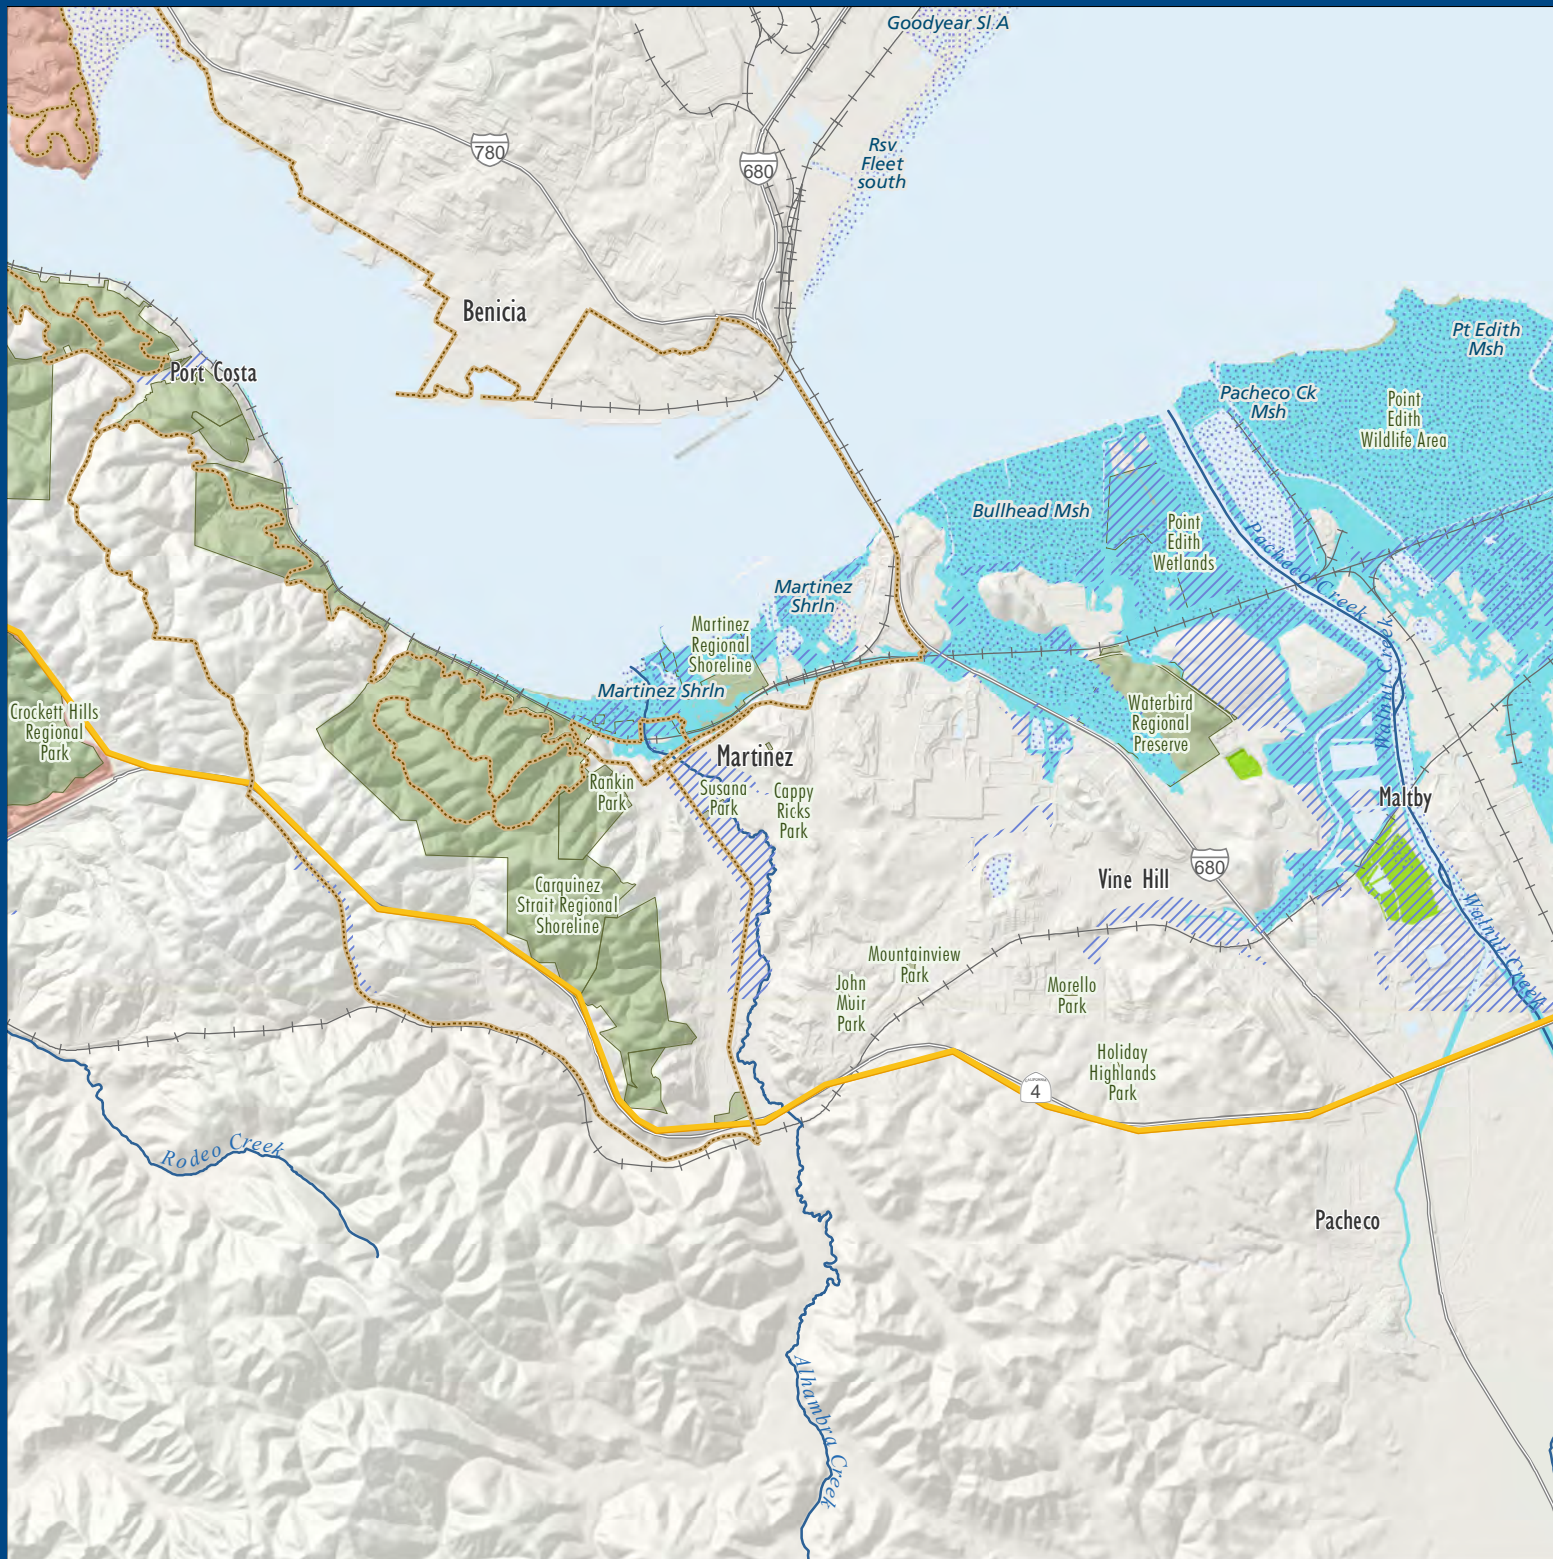 Goodyear Sl A
780
680
Rsv
Fleet
south
Benicia
Port Costa
Pt Edith
Msh
Pacheco Ck
Msh
Point
Edith
Wildlife Area
Bullhead Msh
Point
Edith
Wetlands
Pacheco Creek
Martinez
Shrln
Martinez
Regional
Shoreline
Martinez Shrln
Walnut Creek
Crockett Hills
Regional
Park
Waterbird
Regional
Preserve
Martinez
Rankin
Park
Susana
Park
Cappy
Ricks
Park
Maltby
680
Vine Hill
Carquinez
Strait Regional
Shoreline
Walnut Creek
Mountainview
Park
John
Muir
Park
Morello
Park
Holiday
Highlands
Park
CALIFORNIA
4
Rodeo Creek
Pacheco
Alhambra Creek